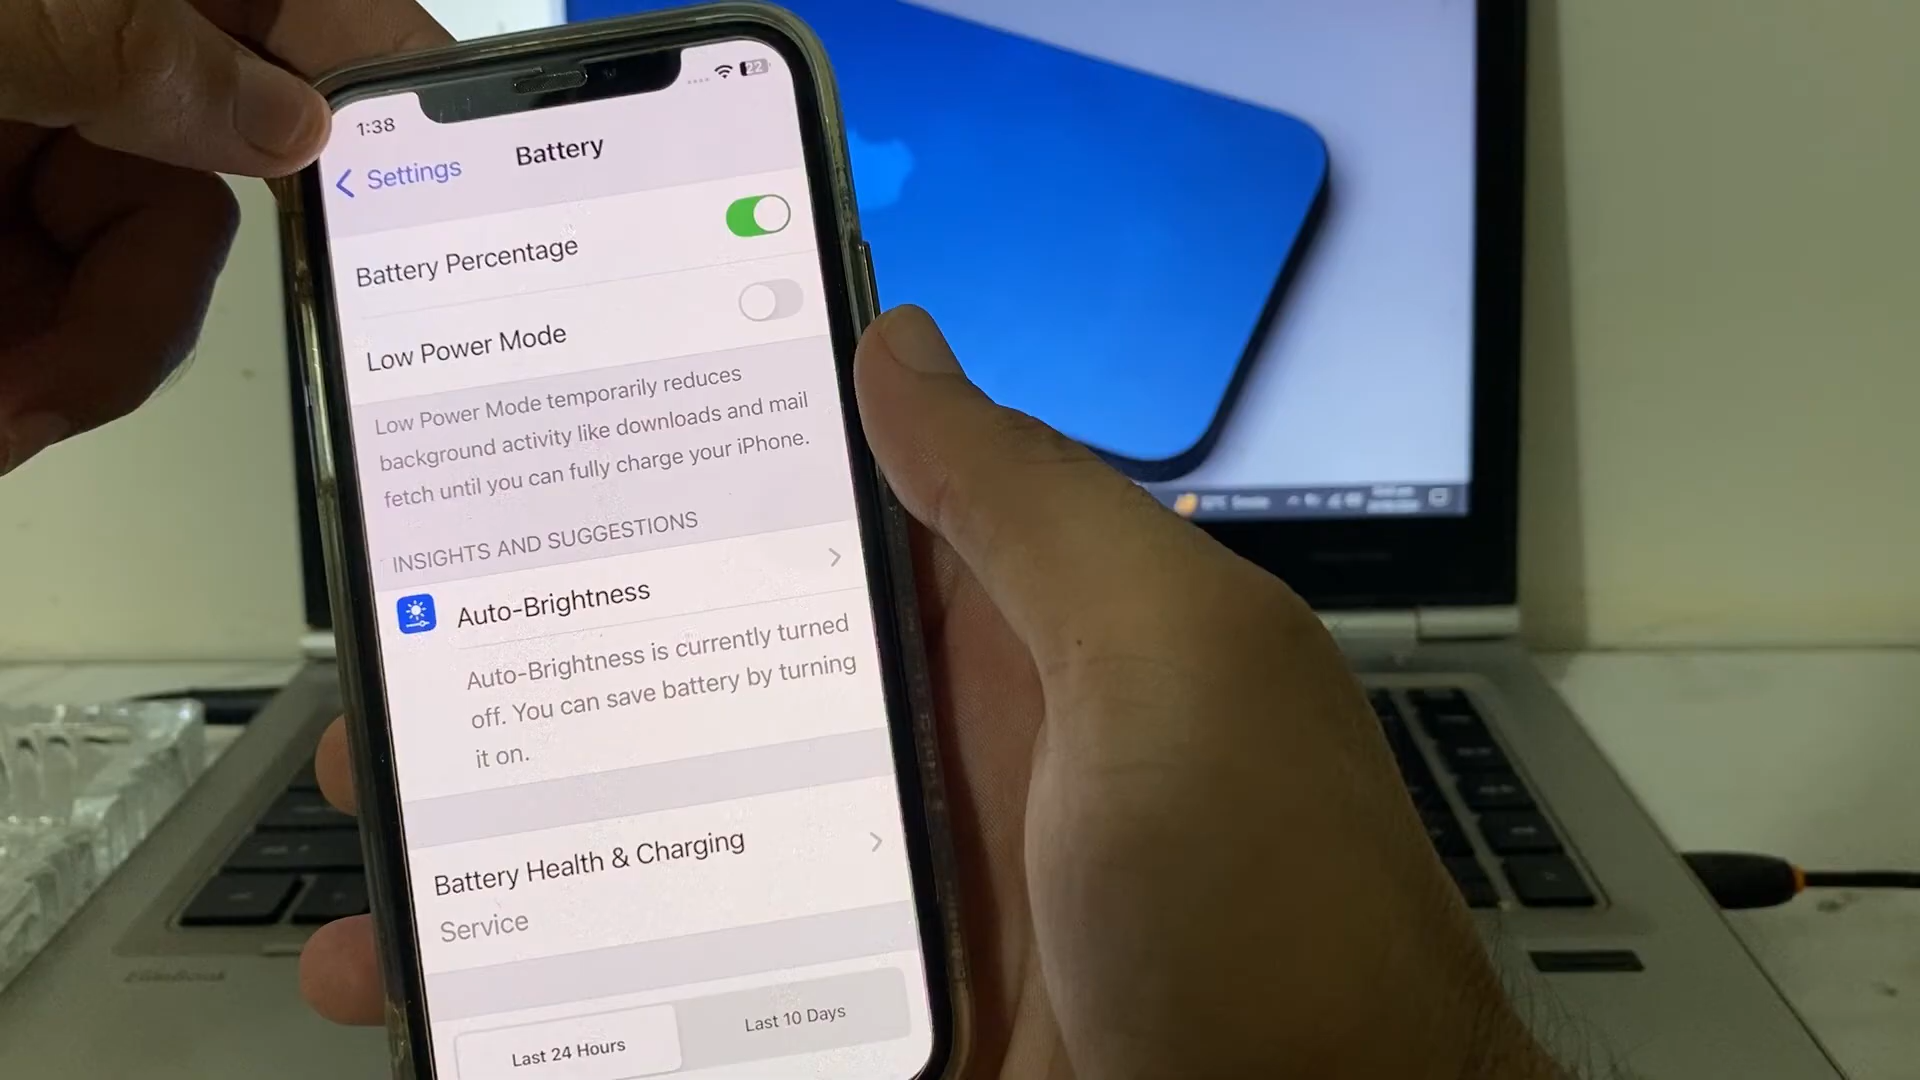 1:38
22
Settings
Battery
Battery Percentage
Low Power Mode
Low Power Mode temporarily reduces
background activity like downloads and mail
fetch until you can fully charge your iPhone.
INSIGHTS AND SUGGESTIONS
Auto-Brightness
Auto-Brightness is currently turned
off. You can save battery by turning
it on.
Battery Health & Charging
Service
Last 24 Hours
Last 10 Days
EliteBook